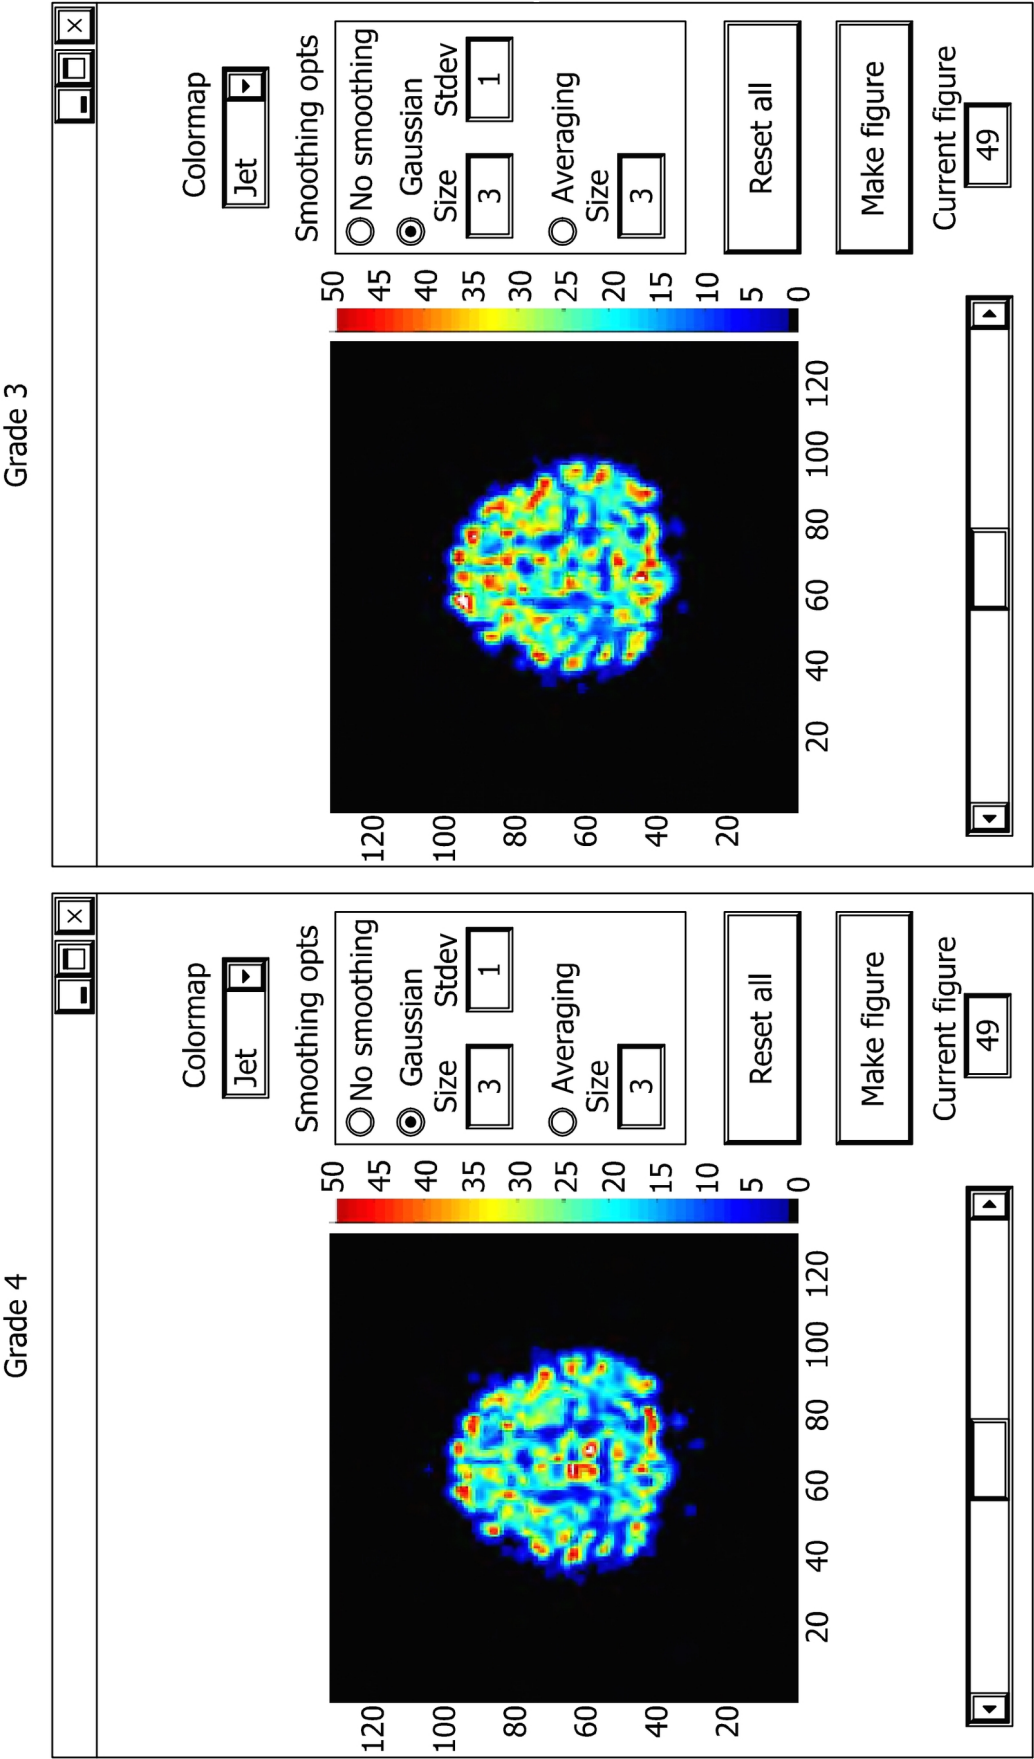 Grade 4
×
Colormap
Jet
Smoothing opts
No smoothing
Gaussian
Size Stdev
3 1
Averaging
Size
3
Reset all
Make figure
Current figure
49
50
45
40
35
30
25
20
15
10
5
0
120
100
80
60
40
20
20 40 60 80 100 120
Grade 3
×
Colormap
Jet
Smoothing opts
No smoothing
Gaussian
Size Stdev
3 1
Averaging
Size
3
Reset all
Make figure
Current figure
49
50
45
40
35
30
25
20
15
10
5
0
120
100
80
60
40
20
20 40 60 80 100 120